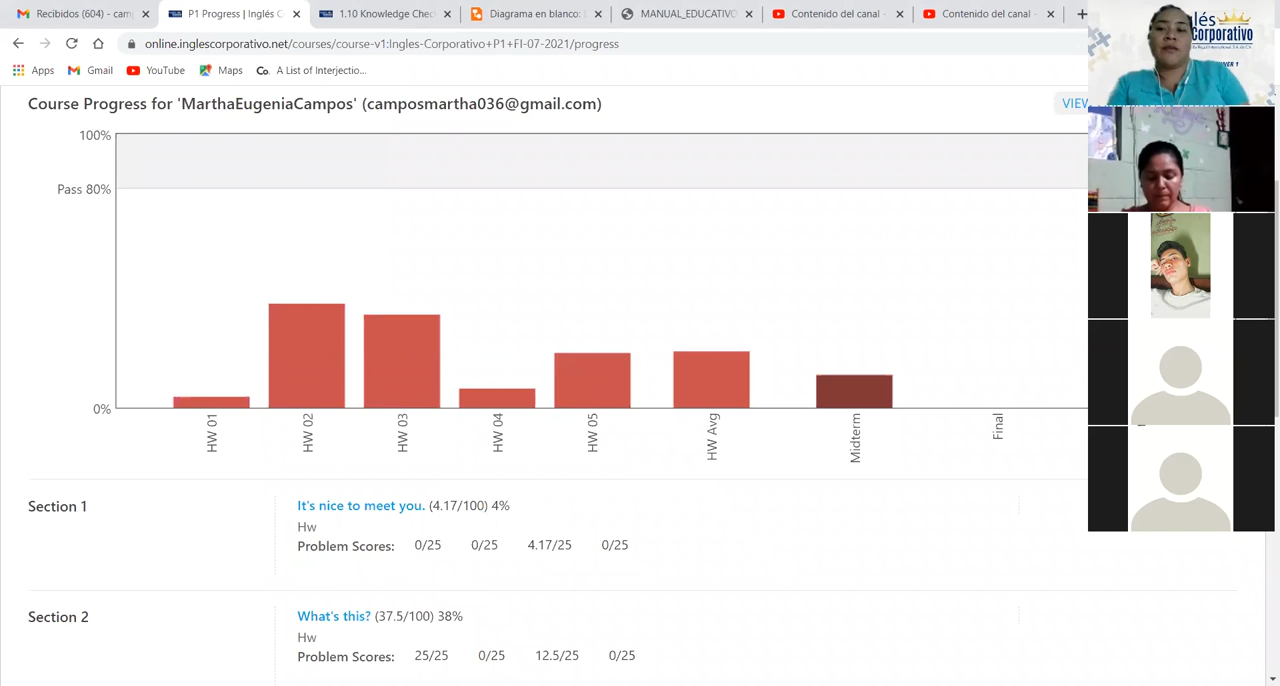 Recibidos (604) - cam
P1 Progress | Inglés C
1.10 Knowledge Chec
Diagrama en blanco:
MANUAL_EDUCATIVO
Contenido del canal -
Contenido del canal -
online.inglescorporativo.net/courses/course-v1:Ingles-Corporativo+P1+FI-07-2021/progress
Apps
Gmail
YouTube
Maps
A List of Interjectio...
Course Progress for 'MarthaEugeniaCampos' (camposmartha036@gmail.com)
VIEW
100%
Pass 80%
0%
HW 01
HW 02
HW 03
HW 04
HW 05
HW Avg
Midterm
Final
Section 1
It's nice to meet you. (4.17/100) 4%
Hw
Problem Scores: 0/25 0/25 4.17/25 0/25
Section 2
What's this? (37.5/100) 38%
Hw
Problem Scores: 25/25 0/25 12.5/25 0/25
lés
Corporativo